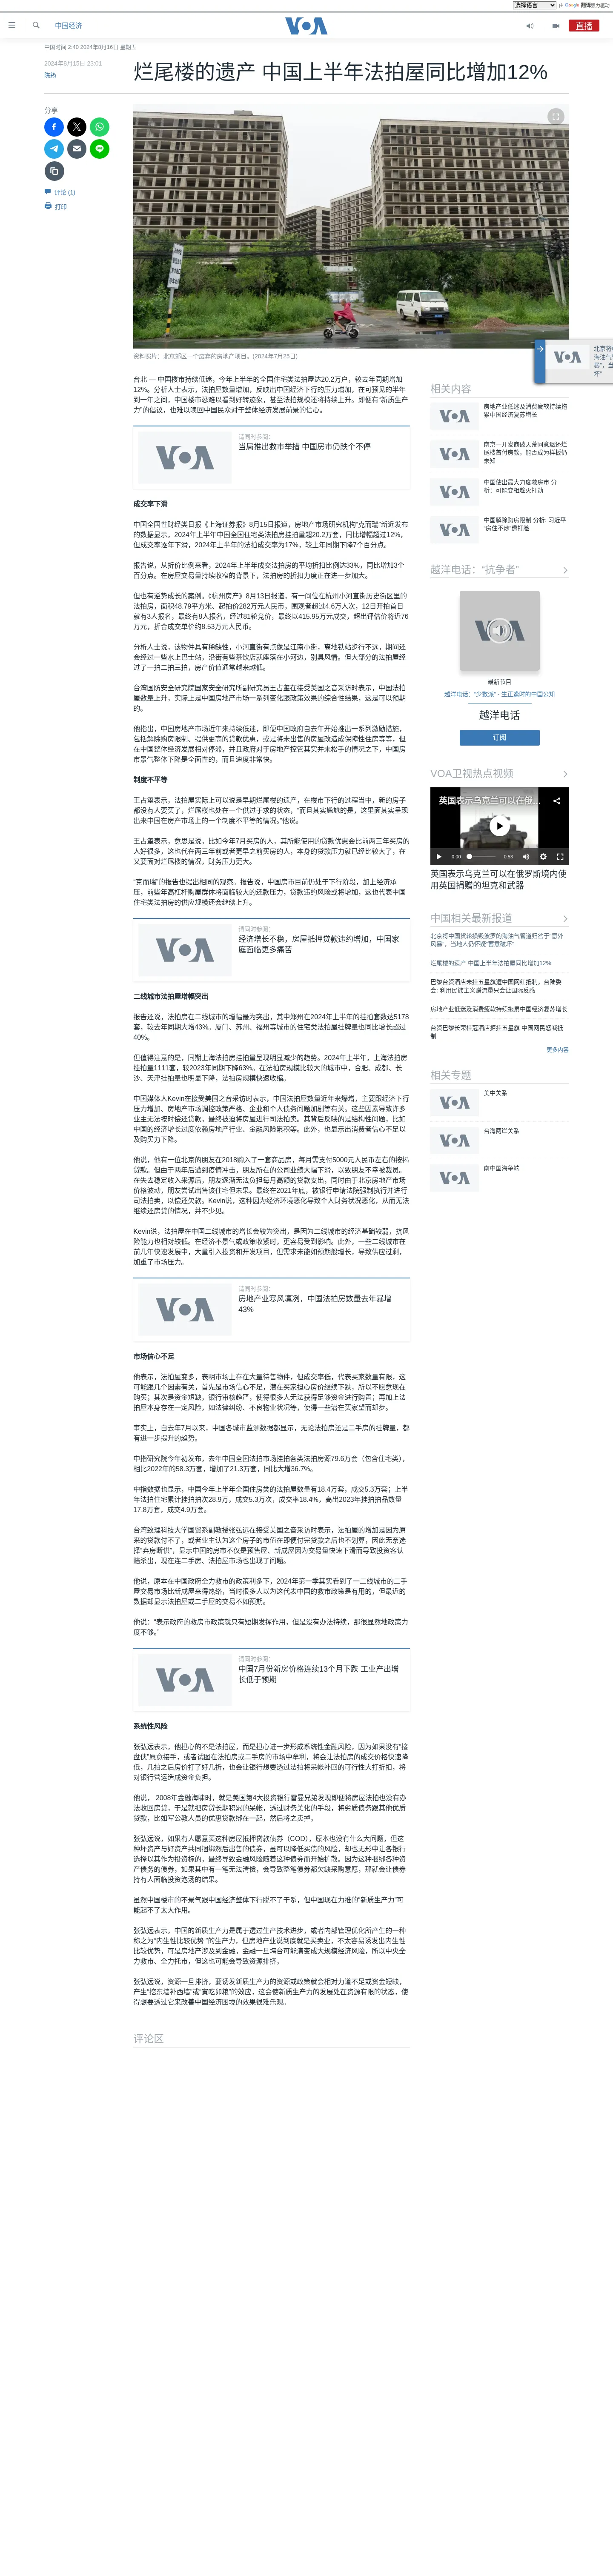 选择语言 由 Google 翻译强力驱动
中国经济
VOA
直播
中国时间 2:40 2024年8月16日 星期五
2024年8月15日 23:01
陈筠
烂尾楼的遗产 中国上半年法拍屋同比增加12%
分享
评论 (1)
打印
资料照片：北京郊区一个废弃的房地产项目。(2024年7月25日)
台北 — 中国楼市持续低迷，今年上半年的全国住宅类法拍屋达20.2万户，较去年同期增加
12%。分析人士表示，法拍屋数量增加，反映出中国经济下行的压力增加，在可预见的半年
到一年之间，中国楼市恐难以看到好转迹象，甚至法拍规模还将持续上升。即使有“新质生产
力”的倡议，也难以唤回中国民众对于整体经济发展前景的信心。
请同时参阅:
当局推出救市举措 中国房市仍跌个不停
成交率下滑
中国全国性财经类日报《上海证券报》8月15日报道，房地产市场研究机构“克而瑞”新近发布
的数据显示，2024年上半年中国全国住宅类法拍房挂拍量超20.2万套，同比增幅超过12%，
但成交率逐年下滑，2024年上半年的法拍成交率为17%，较上年同期下降7个百分点。
报告说，从折价比例来看，2024年上半年成交法拍房的平均折扣比例达33%，同比增加3个
百分点。在房屋交易量持续收窄的背景下，法拍房的折扣力度正在进一步加大。
但也有逆势成长的案例。《杭州房产》8月13日报道，有一间位在杭州小河直街历史街区里的
法拍房，面积48.79平方米、起拍价282万元人民币，围观者超过4.6万人次，12日开拍首日
就有3人报名，最终有8人报名，经过81轮竞价，最终以415.95万元成交，超出评估价将近76
万元，折合成交单价约8.53万元人民币。
分析人士说，该物件具有稀缺性，小河直街有点像是江南小街，离地铁站步行不远，期间还
会经过一些水上巴士站，沿街有些茶饮店就座落在小河边，别具风情。但大部分的法拍屋经
过了一拍二拍三拍，房产价值通常越来越低。
台湾国防安全研究院国家安全研究所副研究员王占玺在接受美国之音采访时表示，中国法拍
屋数量上升，实际上是中国房地产市场一系列变化跟政策效果的综合性结果，这是可以预期
的。
他指出，中国房地产市场近年来持续低迷，即便中国政府自去年开始推出一系列激励措施，
包括解除购房限制、提供更高的贷款优惠，或是将未出售的房屋改造成保障性住房等等，但
在中国整体经济发展相对停滞，并且政府对于房地产控管其实并未松手的情况之下，中国房
市景气整体下降是全面性的，而且速度非常快。
制度不平等
王占玺表示，法拍屋实际上可以说是早期烂尾楼的遗产，在楼市下行的过程当中，新的房子
都没有人要买了，烂尾楼也处在一个供过于求的状态中，“而且其实尴尬的是，这里面其实呈现
出来中国在房产市场上的一个制度不平等的情况。”他说。
王占玺表示，意思是说，比如今年7月买房的人，其所能使用的贷款优惠会比前两三年买房的
人好很多，这也代表在两三年前或者更早之前买房的人，本身的贷款压力就已经比较大了，在
又要面对烂尾楼的情况，财务压力更大。
“克而瑞”的报告也提出相同的观察。报告说，中国房市目前仍处于下行阶段，加上经济承
压，前些年高杠杆购屋群体将面临较大的还款压力，贷款违约风险或将增加，这也代表中国
住宅类法拍房的供应规模还会继续上升。
请同时参阅:
经济增长不稳，房屋抵押贷款违约增加，中国家
庭面临更多痛苦
二线城市法拍屋增幅突出
报告还说，法拍房在二线城市的增幅最为突出，其中郑州在2024年上半年的挂拍套数达5178
套，较去年同期大增43%。厦门、苏州、福州等城市的住宅类法拍屋挂牌量也同比增长超过
40%。
但值得注意的是，同期上海法拍房挂拍量呈现明显减少的趋势。2024年上半年，上海法拍房
挂拍量1111套，较2023年同期下降63%。在法拍房规模比较大的城市中，合肥、成都、长
沙、天津挂拍量也明显下降，法拍房规模快速收缩。
中国媒体人Kevin在接受美国之音采访时表示，中国法拍屋数量近年来爆增，主要跟经济下行
压力增加、房地产市场调控政策严格、企业和个人债务问题加剧等有关。这些因素导致许多
业主无法按时偿还贷款，最终被迫将房屋进行司法拍卖。其背后反映的是结构性问题，比如
中国的经济增长过度依赖房地产行业、金融风险累积等。此外，也显示出消费者信心不足以
及购买力下降。
他说，他有一位北京的朋友在2018购入了一套商品房，每月需支付5000元人民币左右的按揭
贷款。但由于两年后遭到疫情冲击，朋友所在的公司业绩大幅下滑，以致朋友不幸被裁员。
在失去稳定收入来源后，朋友逐渐无法负担每月高额的贷款支出，同时由于北京房地产市场
价格波动，朋友尝试出售该住宅但未果。最终在2021年底，被银行申请法院强制执行并进行
司法拍卖，以偿还欠款。Kevin说，这种因为经济环境恶化导致个人财务状况恶化，从而无法
继续还房贷的情况，并不少见。
Kevin说，法拍屋在中国二线城市的增长会较为突出，是因为二线城市的经济基础较弱，抗风
险能力也相对较低。在经济不景气或政策收紧时，更容易受到影响。此外，一些二线城市在
前几年快速发展中，大量引入投资和开发项目，但需求未能如预期般增长，导致供应过剩，
加重了市场压力。
请同时参阅:
房地产业寒风凛冽，中国法拍房数量去年暴增
43%
市场信心不足
他表示，法拍屋变多，表明市场上存在大量待售物件，但成交率低，代表买家数量有限，这
可能跟几个因素有关，首先是市场信心不足，潜在买家担心房价继续下跌，所以不愿意现在
购买；其次是资金短缺，银行审核趋严，使得很多人无法获得足够资金进行购置；再加上法
拍屋本身存在一定风险，如法律纠纷、不良物业状况等，使得一些潜在买家望而却步。
事实上，自去年7月以来，中国各城市监测数据都显示，无论法拍房还是二手房的挂牌量，都
有进一步提升的趋势。
中指研究院今年初发布，去年中国全国法拍市场挂拍各类法拍房源79.6万套（包含住宅类），
相比2022年的58.3万套，增加了21.3万套，同比大增36.7%。
中指数据也显示，中国今年上半年全国住房类的法拍屋数量有18.4万套，成交5.3万套；上半
年法拍住宅累计挂拍拍次28.9万，成交5.3万次，成交率18.4%，高出2023年挂拍拍品数量
17.8万套，成交4.9万套。
台湾致理科技大学国贸系副教授张弘远在接受美国之音采访时表示，法拍屋的增加是因为原
来的贷款付不了，或者业主认为这个房子的市值在即便付完贷款之后也不划算，因此无奈选
择“弃房断供”，显示中国的房市不仅是预售屋、新成屋因为交易量快速下滑而导致投资客认
赔杀出，现在连二手房、法拍屋市场也出现了问题。
他说，原本在中国政府全力救市的政策利多下，2024年第一季其实看到了一二线城市的二手
屋交易市场比新成屋来得热络，当时很多人以为这代表中国的救市政策是有用的，但最近的
数据却显示法拍屋或二手屋的交易不如预期。
他说：“表示政府的救房市政策就只有短期发挥作用，但是没有办法持续，那很显然地政策力
度不够。”
请同时参阅:
中国7月份新房价格连续13个月下跌 工业产出增
长低于预期
系统性风险
张弘远表示，他担心的不是法拍屋，而是担心进一步形成系统性金融风险，因为如果没有“接
盘侠”愿意接手，或者试图在法拍房或二手房的市场中牟利，将会让法拍房的成交价格快速降
低，几拍之后房价打了好几折，也会让银行想要透过法拍将呆帐补回的可行性大打折扣，将
对银行营运造成资金负担。
他说， 2008年金融海啸时，就是美国第4大投资银行雷曼兄弟发现即便将房屋法拍也没有办
法收回房贷，于是就把房贷长期积累的呆帐，透过财务美化的手段，将劣质债务跟其他优质
贷款，比如军公教人员的优惠贷款绑在一起，然后将之卖掉。
张弘远说，如果有人愿意买这种房屋抵押贷款债券（COD），原本也没有什么大问题，但这
种坏资产与好资产共同捆绑然后出售的债券，虽可以降低买债的风险，却也无形中让各银行
选择以其作为投资标的，最终导致金融风险随着这种债券而开始扩散。因为这种捆绑各种资
产债务的债券，如果其中有一笔无法清偿，会导致整笔债券都欠缺采购意愿，那就会让债券
持有人面临投资泡汤的结果。
虽然中国楼市的不景气跟中国经济整体下行脱不了干系，但中国现在力推的“新质生产力”可
能起不了太大作用。
张弘远表示，中国的新质生产力是属于透过生产技术进步，或者内部管理优化所产生的一种
称之为“内生性比较优势 ”的生产力，但房地产业说到底就是买卖业，不太容易诱发出内生性
比较优势，可是房地产涉及到金融，金融一旦垮台可能演变成大规模经济风险，所以中央全
力救市、全力托市，但这也可能会导致资源排挤。
张弘远说，资源一旦排挤，要诱发新质生产力的资源或政策就会相对力道不足或资金短缺，
产生“挖东墙补西墙”或“寅吃卯粮”的效应，这会使新质生产力的发展处在资源有限的状态，使
得想要透过它来改善中国经济困境的效果很难乐观。
评论区
相关内容
房地产业低迷及消费疲软持续拖
累中国经济复苏增长
南京一开发商破天荒同意退还烂
尾楼首付房款，能否成为样板仍
未知
中国使出最大力度救房市 分
析：可能变相趁火打劫
中国解除购房限制 分析: 习近平
“房住不炒”遭打脸
越洋电话：“抗争者”
最新节目
越洋电话：“少数派” - 生正逢时的中国公知
越洋电话
订阅
VOA卫视热点视频
英国表示乌克兰可以在俄...
0:00
0:53
英国表示乌克兰可以在俄罗斯境内使
用英国捐赠的坦克和武器
中国相关最新报道
北京将中国货轮损毁波罗的海油气管道归咎于“意外
风暴”，当地人仍怀疑“蓄意破坏”
烂尾楼的遗产 中国上半年法拍屋同比增加12%
巴黎台资酒店未挂五星旗遭中国网红抵制，台陆委
会: 利用民族主义赚流量只会让国际反感
房地产业低迷及消费疲软持续拖累中国经济复苏增长
台资巴黎长荣桂冠酒店拒挂五星旗 中国网民怒喊抵
制
更多内容
相关专题
美中关系
台海两岸关系
南中国海争端